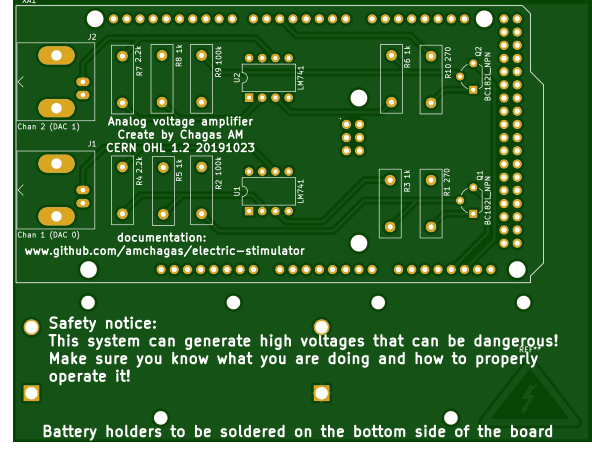 XA1
J2
R7 2.2k
R8 1k
R9 100k
U2
LM741
R6 1k
R10 270
Q2
BC182L_NPN
Chan 2 (DAC 1)
Analog voltage amplifier
Create by Chagas AM
CERN OHL 1.2 20191023
J1
R4 2.2k
R5 1k
R2 100k
U1
LM741
R3 1k
R1 270
Q1
BC182L_NPN
Chan 1 (DAC 0)
documentation:
www.github.com/amchagas/electric-stimulator
Safety notice:
This system can generate high voltages that can be dangerous!
Make sure you know what you are doing and how to properly
operate it!
REF**
Battery holders to be soldered on the bottom side of the board